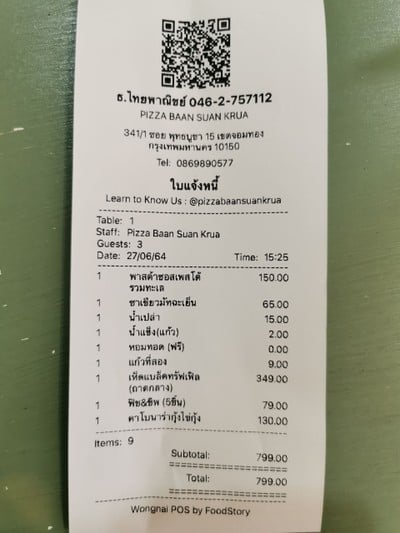 ธ.ไทยพาณิชย์ 046-2-757112
PIZZA BAAN SUAN KRUA
341/1 ซอย พุทธบูชา 15 เขตจอมทอง
กรุงเทพมหานคร 10150
Tel: 0869890577
ใบแจ้งหนี้
Learn to Know Us : @pizzabaansuankrua
Table: 1
Staff: Pizza Baan Suan Krua
Guests: 3
Date: 27/06/64 Time: 15:25
1 พาสต้าซอสเพสโต้ 150.00
รวมทะเล
1 ชาเขียวมัทฉะเย็น 65.00
1 น้ำเปล่า 15.00
1 น้ำแข็ง(แก้ว) 2.00
1 หอมทอด (ฟรี) 0.00
1 แก้วที่สอง 9.00
1 เห็ดแบล็คทรัฟเฟิล 349.00
(ถาดกลาง)
1 ฟิช&ชิพ (5ชิ้น) 79.00
1 คาโบนาร่ากุ้งไข่กุ้ง 130.00
Items: 9
Subtotal: 799.00
Total: 799.00
Wongnai POS by FoodStory